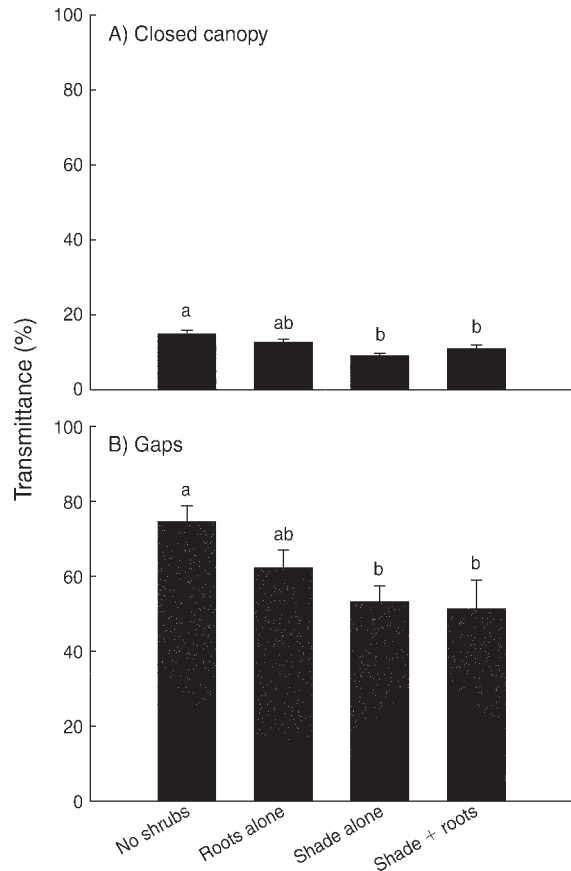 A) Closed canopy
100
80
60
40
20
0
a
ab
b
b
Transmittance (%)
B) Gaps
100
80
60
40
20
0
a
ab
b
b
No shrubs
Roots alone
Shade alone
Shade + roots